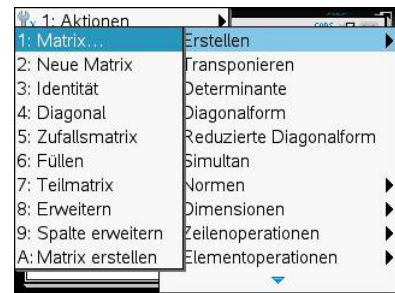 1: Aktionen
1: Matrix...
2: Neue Matrix
3: Identität
4: Diagonal
5: Zufallsmatrix
6: Füllen
7: Teilmatrix
8: Erweitern
9: Spalte erweitern
A: Matrix erstellen
Erstellen
Transponieren
Determinante
Diagonalform
Reduzierte Diagonalform
Simultan
Normen
Dimensionen
Zeilenoperationen
Elementoperationen